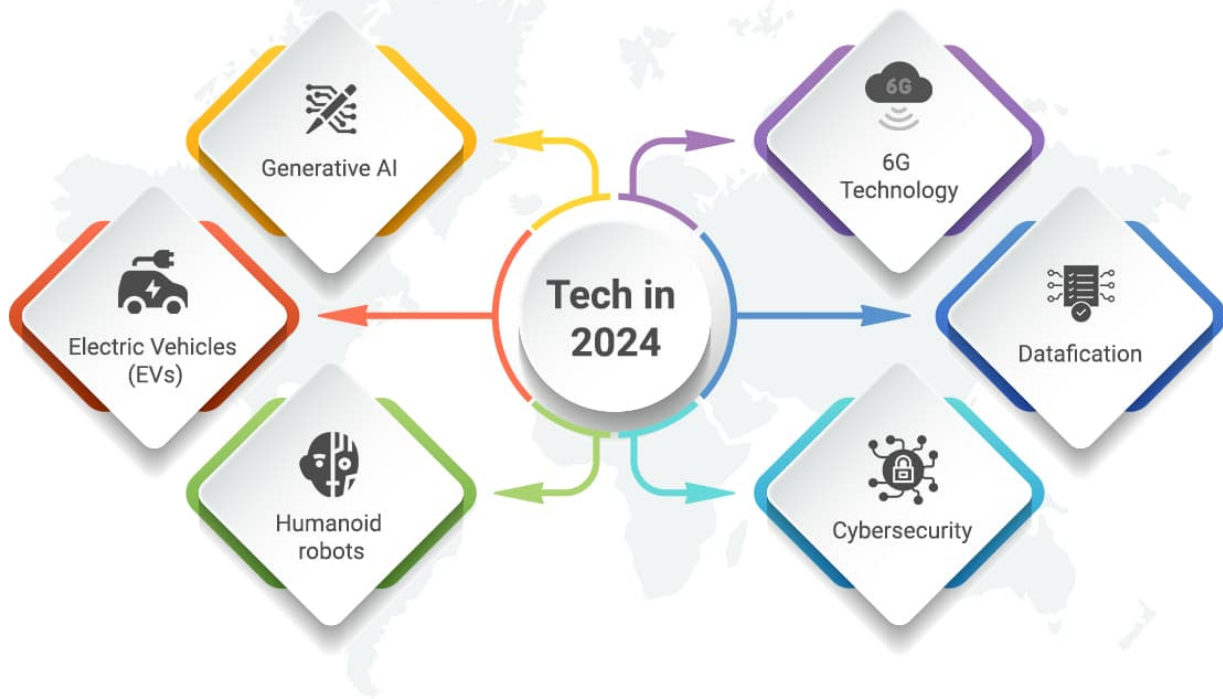 Generative AI
6G
6G
Technology
Electric Vehicles
(EVs)
Tech in
2024
Datafication
Humanoid
robots
Cybersecurity